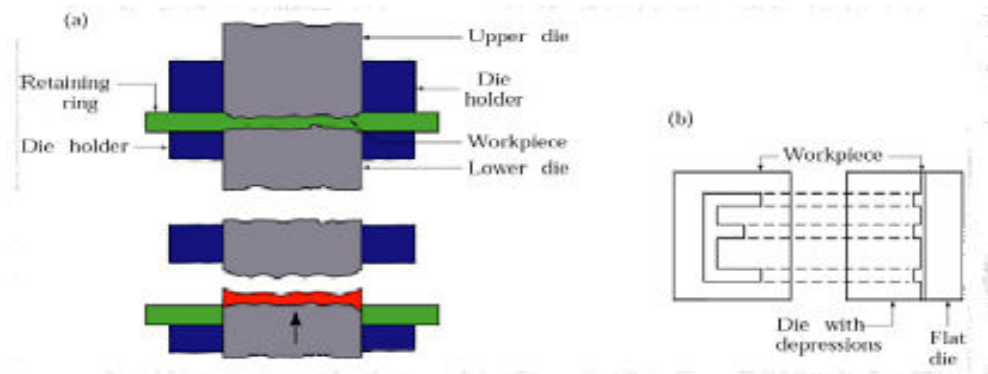 (a)
Upper die
Die
holder
Retaining
ring
Die holder
Workpiece
Lower die
(b)
Workpiece
Die with
depressions
Flat
die